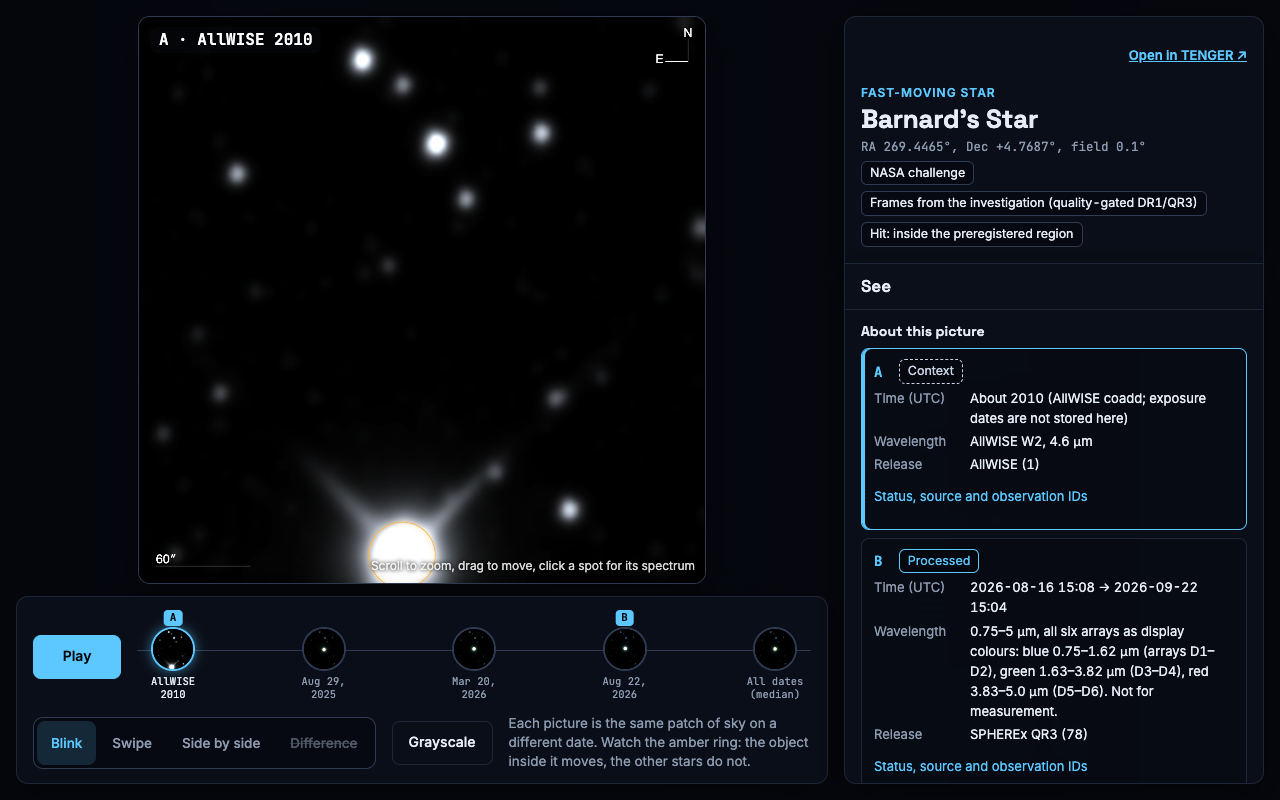 A · AllWISE 2010
N
E
60″
Scroll to zoom, drag to move, click a spot for its spectrum
Play
A
AllWISE
2010
Aug 29,
2025
Mar 20,
2026
B
Aug 22,
2026
All dates
(median)
Blink
Swipe
Side by side
Difference
Grayscale
Each picture is the same patch of sky on a
different date. Watch the amber ring: the object
inside it moves, the other stars do not.
Open in TENGER ↗
FAST-MOVING STAR
Barnard's Star
RA 269.4465°, Dec +4.7687°, field 0.1°
NASA challenge
Frames from the investigation (quality-gated DR1/QR3)
Hit: inside the preregistered region
See
About this picture
A Context
Time (UTC) About 2010 (AllWISE coadd; exposure
dates are not stored here)
Wavelength AllWISE W2, 4.6 µm
Release AllWISE (1)
Status, source and observation IDs
B Processed
Time (UTC) 2026-08-16 15:08 → 2026-09-22
15:04
Wavelength 0.75–5 µm, all six arrays as display
colours: blue 0.75–1.62 µm (arrays D1–
D2), green 1.63–3.82 µm (D3–D4), red
3.83–5.0 µm (D5–D6). Not for
measurement.
Release SPHEREx QR3 (78)
Status, source and observation IDs